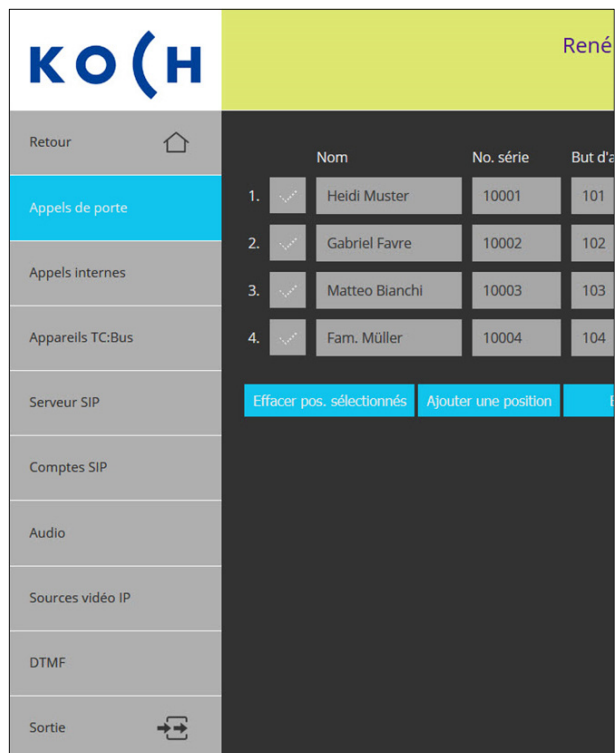 KOCH
René
Retour
Nom No. série But d'a
Appels de porte
1. Heidi Muster 10001 101
2. Gabriel Favre 10002 102
Appels internes
3. Matteo Bianchi 10003 103
Appareils TC:Bus
4. Fam. Müller 10004 104
Serveur SIP
Effacer pos. sélectionnés Ajouter une position
Comptes SIP
Audio
Sources vidéo IP
DTMF
Sortie